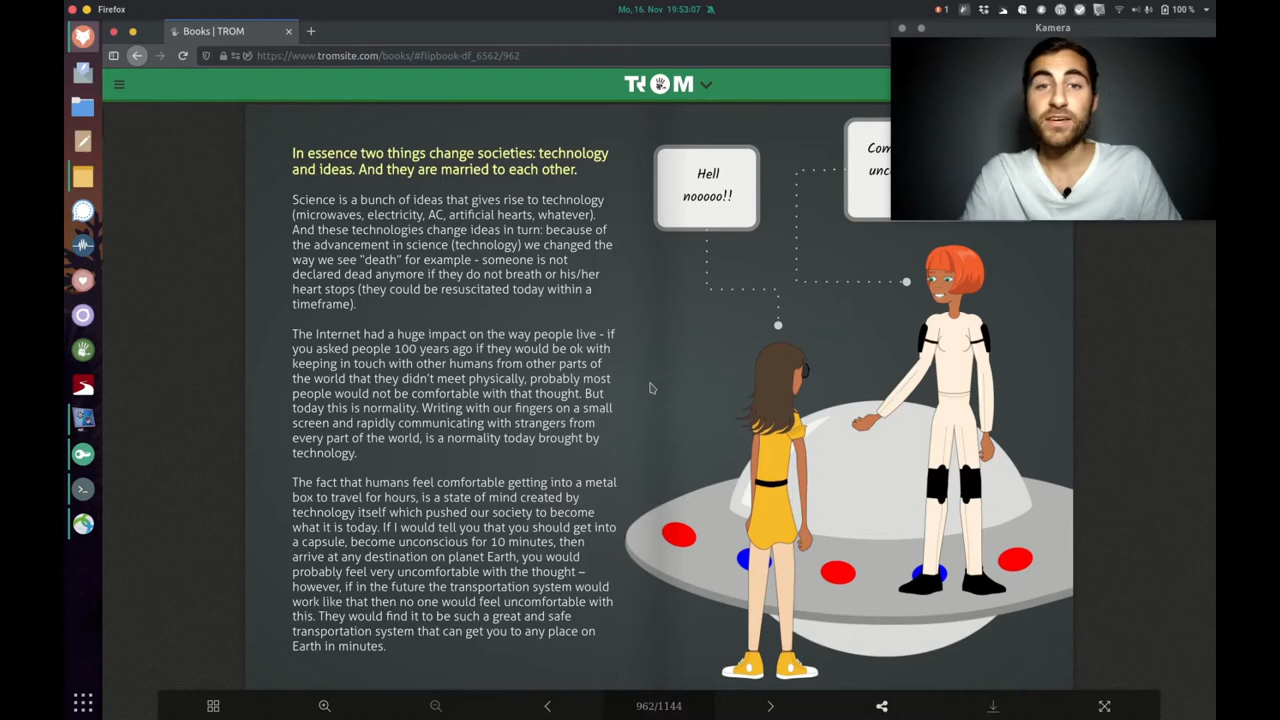 Firefox
Mo, 16. Nov 19:53:07
1
100 %
Books | TROM
https://www.tromsite.com/books/#flipbook-df_6562/962
Kamera
TROM
In essence two things change societies: technology
and ideas. And they are married to each other.
Science is a bunch of ideas that gives rise to technology
(microwaves, electricity, AC, artificial hearts, whatever).
And these technologies change ideas in turn: because of
the advancement in science (technology) we changed the
way we see “death” for example - someone is not
declared dead anymore if they do not breath or his/her
heart stops (they could be resuscitated today within a
timeframe).
The Internet had a huge impact on the way people live - if
you asked people 100 years ago if they would be ok with
keeping in touch with other humans from other parts of
the world that they didn’t meet physically, probably most
people would not be comfortable with that thought. But
today this is normality. Writing with our fingers on a small
screen and rapidly communicating with strangers from
every part of the world, is a normality today brought by
technology.
The fact that humans feel comfortable getting into a metal
box to travel for hours, is a state of mind created by
technology itself which pushed our society to become
what it is today. If I would tell you that you should get into
a capsule, become unconscious for 10 minutes, then
arrive at any destination on planet Earth, you would
probably feel very uncomfortable with the thought –
however, if in the future the transportation system would
work like that then no one would feel uncomfortable with
this. They would find it to be such a great and safe
transportation system that can get you to any place on
Earth in minutes.
Hell
nooooo!!
962/1144